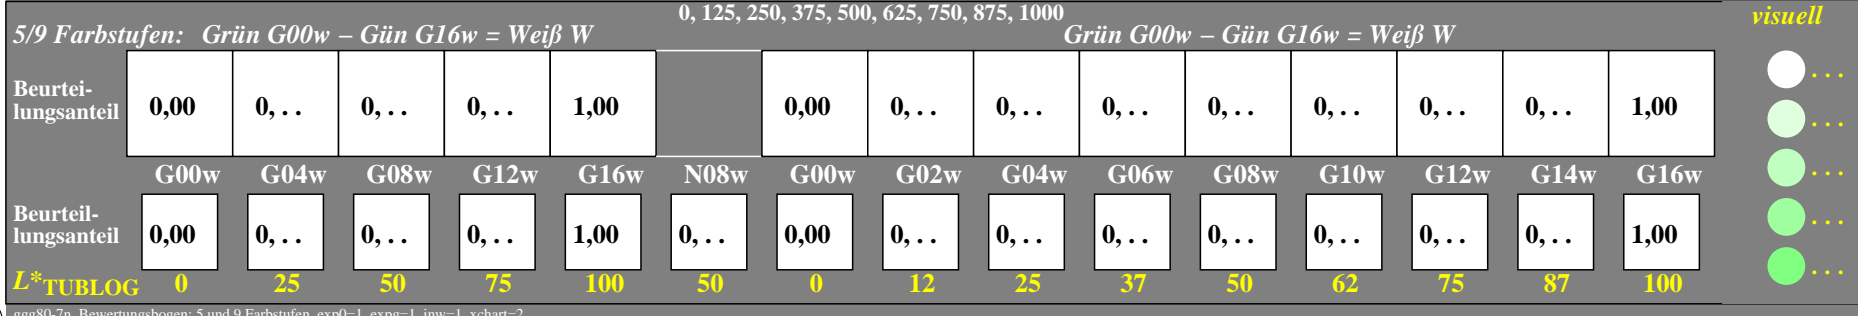 0, 125, 250, 375, 500, 625, 750, 875, 1000
visuell
5/9 Farbstufen: Grün G00w – Gün G16w = Weiß W Grün G00w – Gün G16w = Weiß W
Beurtei-
lungsanteil 0,00 0, . . 0, . . 0, . . 1,00 0,00 0, . . 0, . . 0, . . 0, . . 0, . . 0, . . 0, . . 1,00
. . .
. . .
G00w G04w G08w G12w G16w N08w G00w G02w G04w G06w G08w G10w G12w G14w G16w
. . .
Beurteil-
lungsanteil 0,00 0, . . 0, . . 0, . . 1,00 0, . . 0,00 0, . . 0, . . 0, . . 0, . . 0, . . 0, . . 0, . . 1,00
. . .
. . .
L*TUBLOG 0 25 50 75 100 50 0 12 25 37 50 62 75 87 100
ggg80-7n, Bewertungsbogen: 5 und 9 Farbstufen, exp0=1, expg=1, inw=1, xchart=2